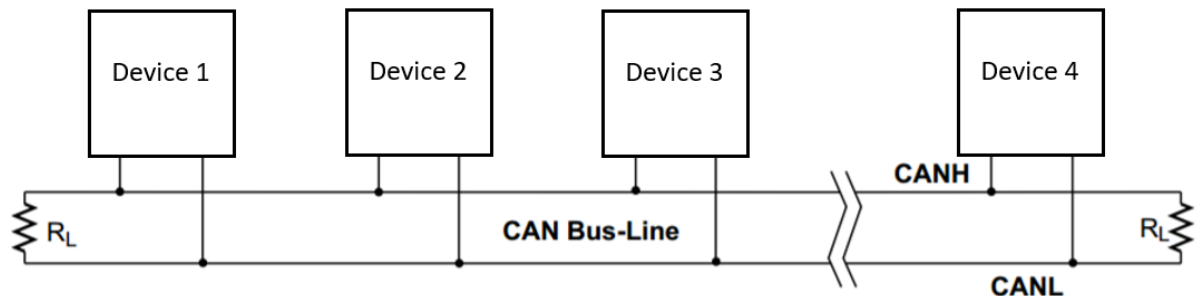 Device 1
Device 2
Device 3
Device 4
CANH
RL
CAN Bus-Line
RL
CANL